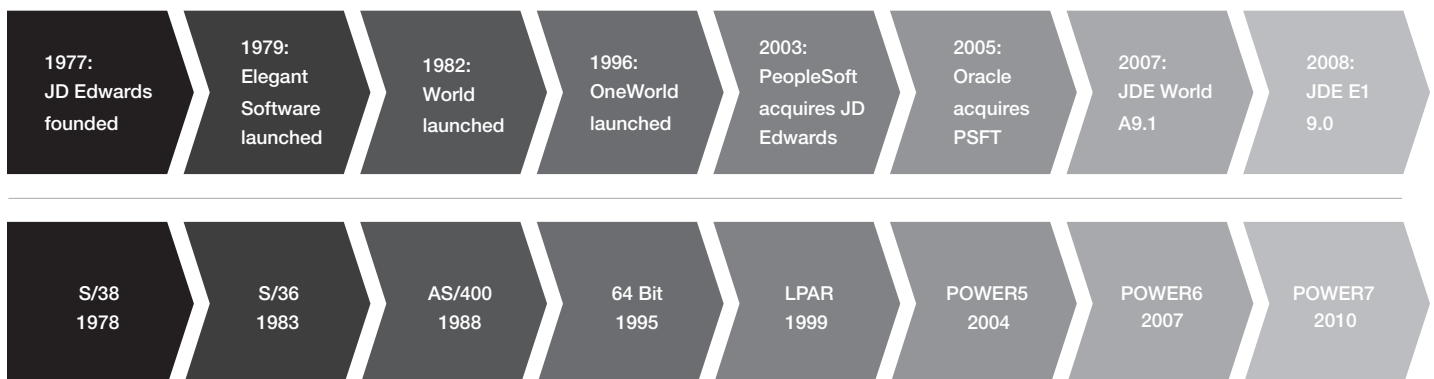 1977:
JD Edwards
founded
1979:
Elegant
Software
launched
1982:
World
launched
1996:
OneWorld
launched
2003:
PeopleSoft
acquires JD
Edwards
2005:
Oracle
acquires
PSFT
2007:
JDE World
A9.1
2008:
JDE E1
9.0
S/38
1978
S/36
1983
AS/400
1988
64 Bit
1995
LPAR
1999
POWER5
2004
POWER6
2007
POWER7
2010